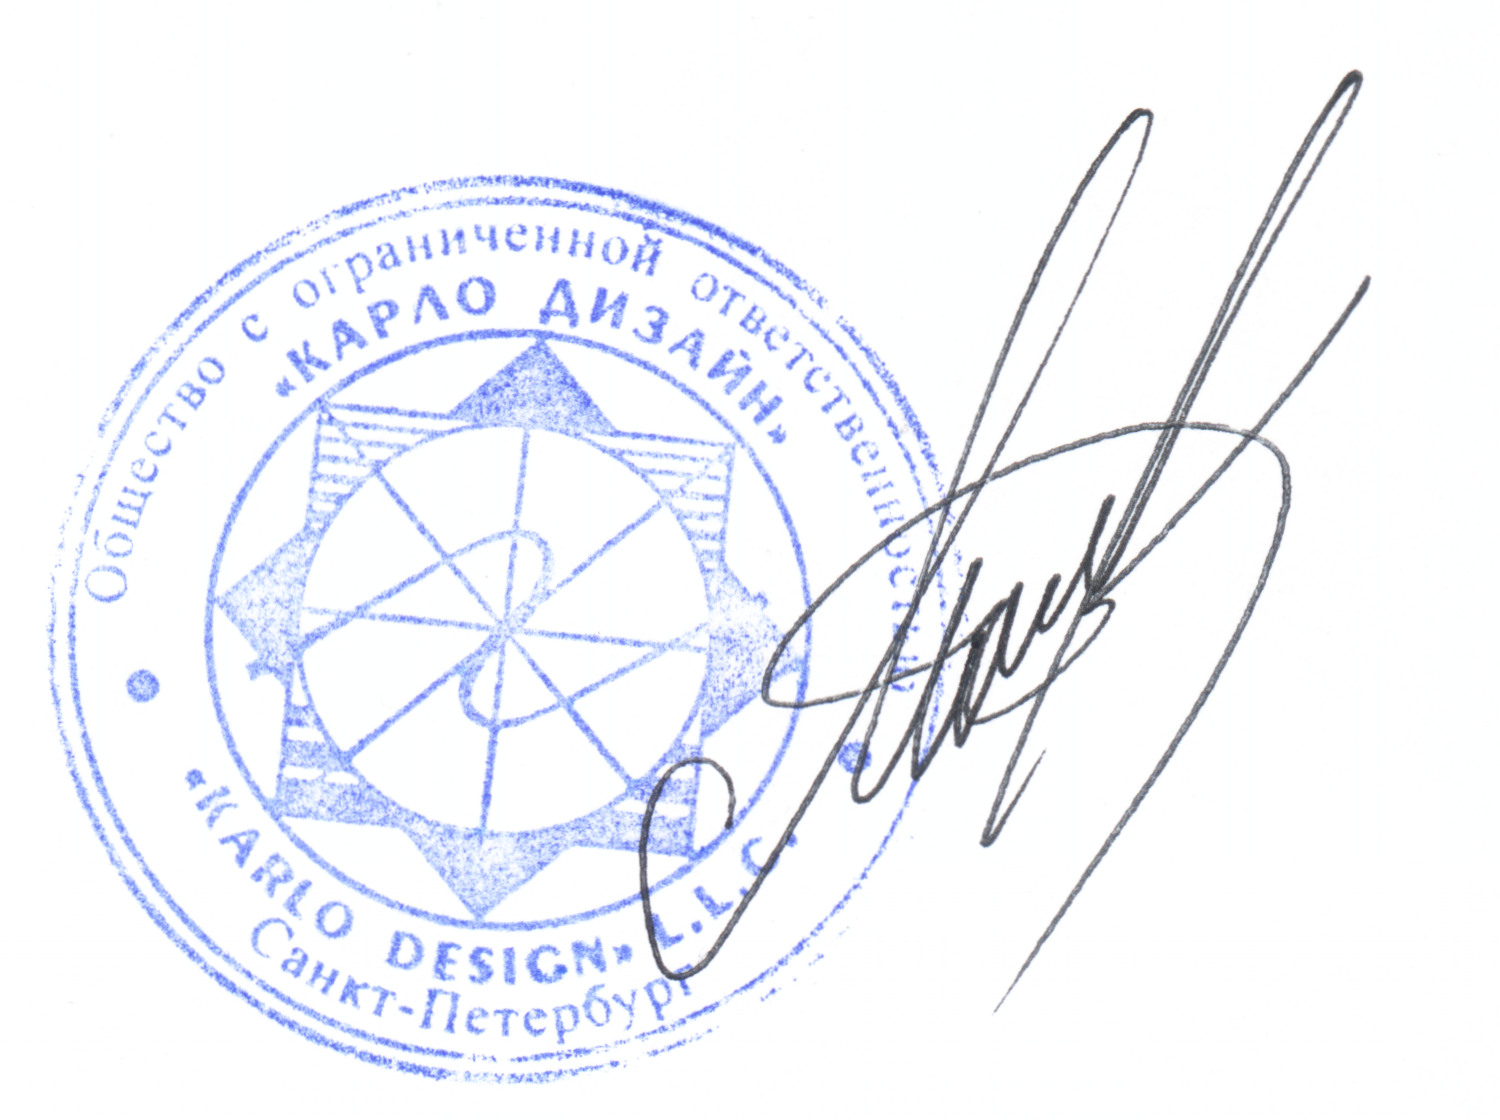 Общество с ограниченной ответственностью
«КАРЛО ДИЗАЙН»
«KARLO DESIGN» L.L.C.
Санкт-Петербург